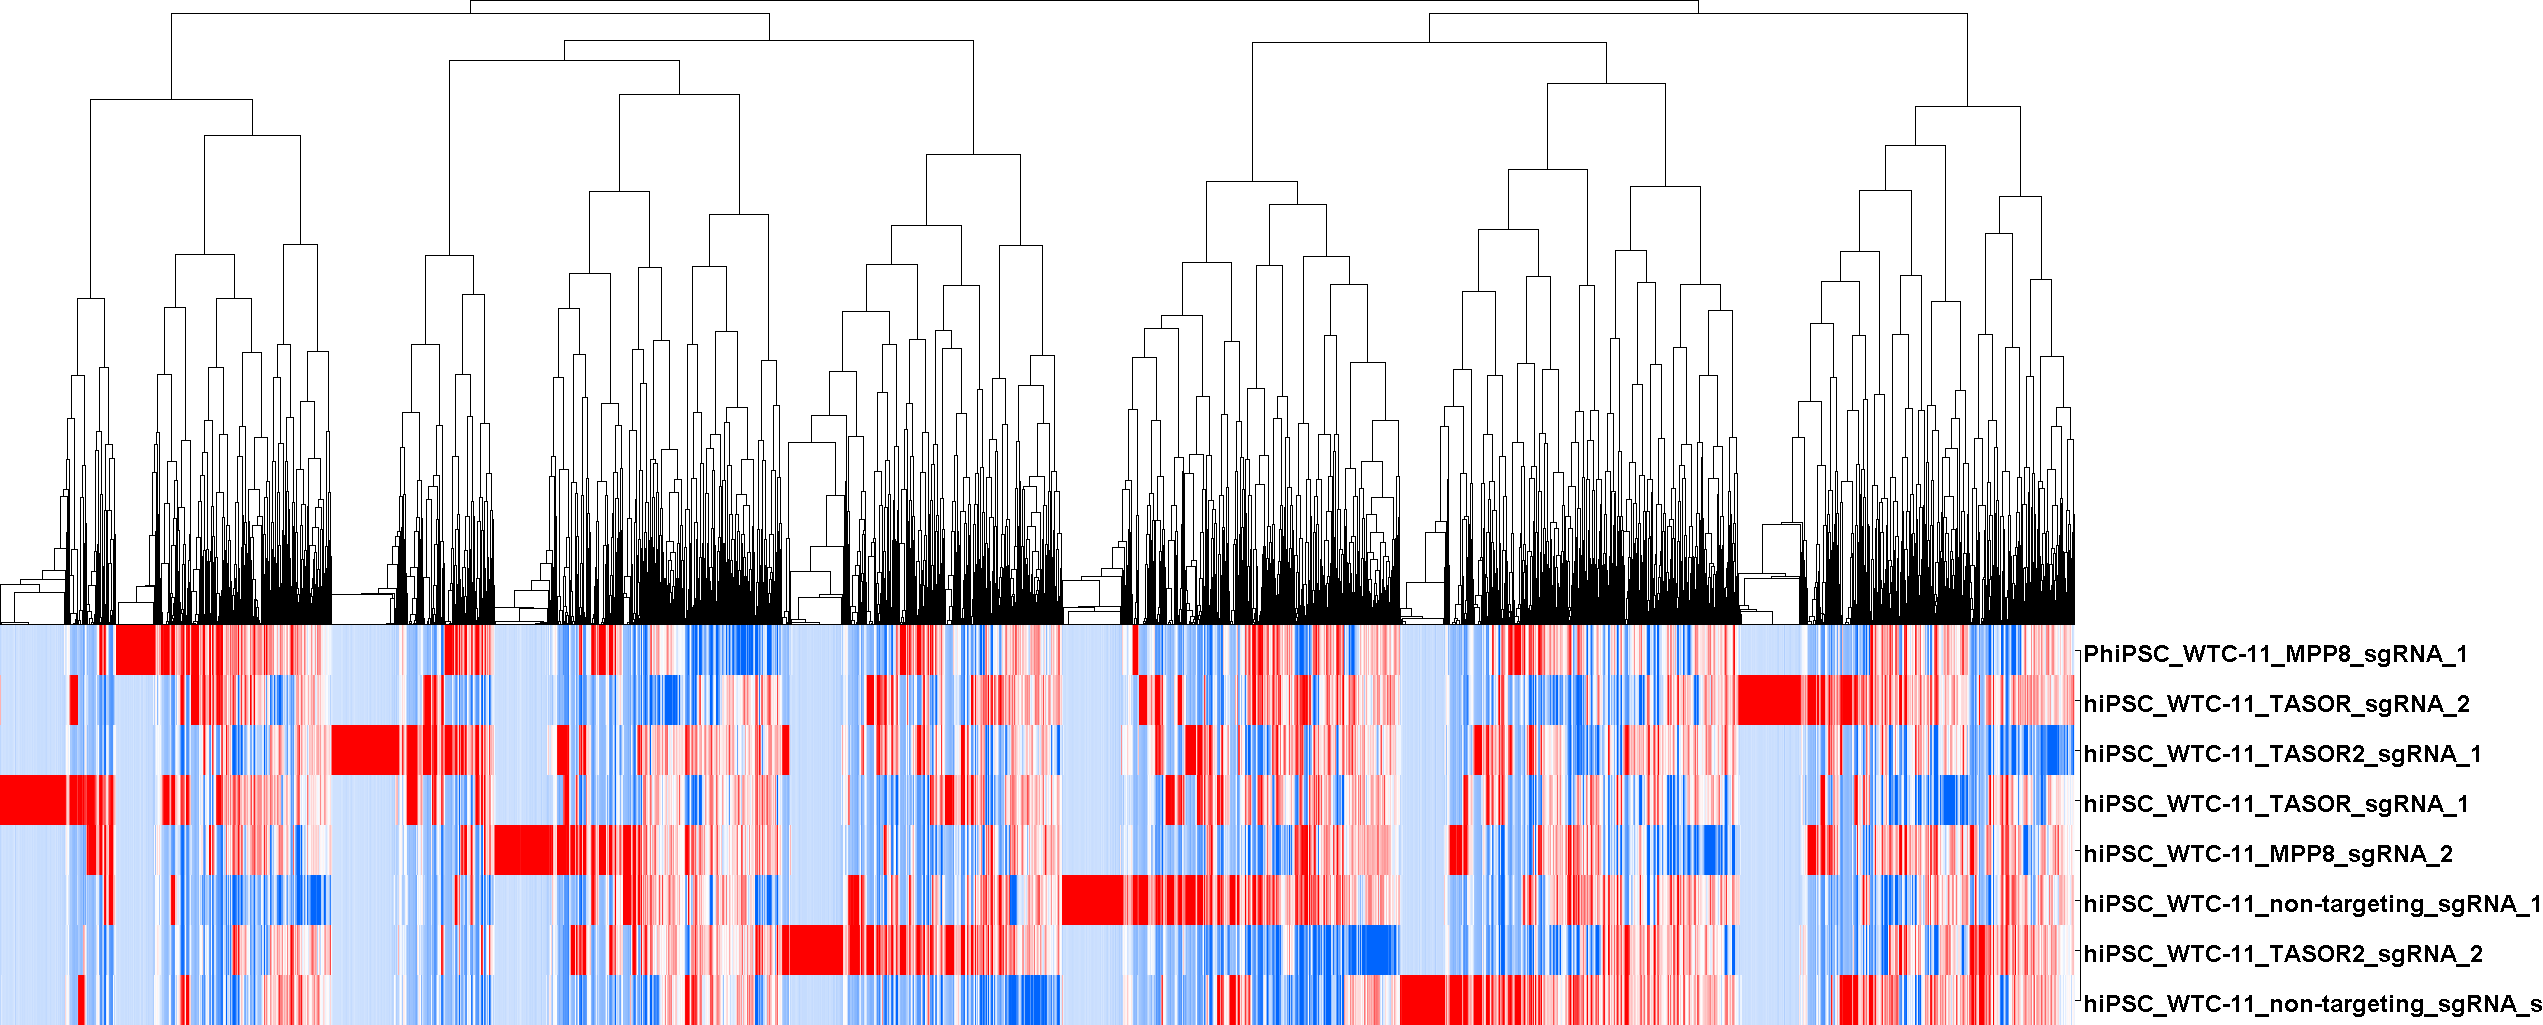 PhiPSC_WTC-11_MPP8_sgRNA_1
hiPSC_WTC-11_TASOR_sgRNA_2
hiPSC_WTC-11_TASOR2_sgRNA_1
hiPSC_WTC-11_TASOR_sgRNA_1
hiPSC_WTC-11_MPP8_sgRNA_2
hiPSC_WTC-11_non-targeting_sgRNA_1
hiPSC_WTC-11_TASOR2_sgRNA_2
hiPSC_WTC-11_non-targeting_sgRNA_s